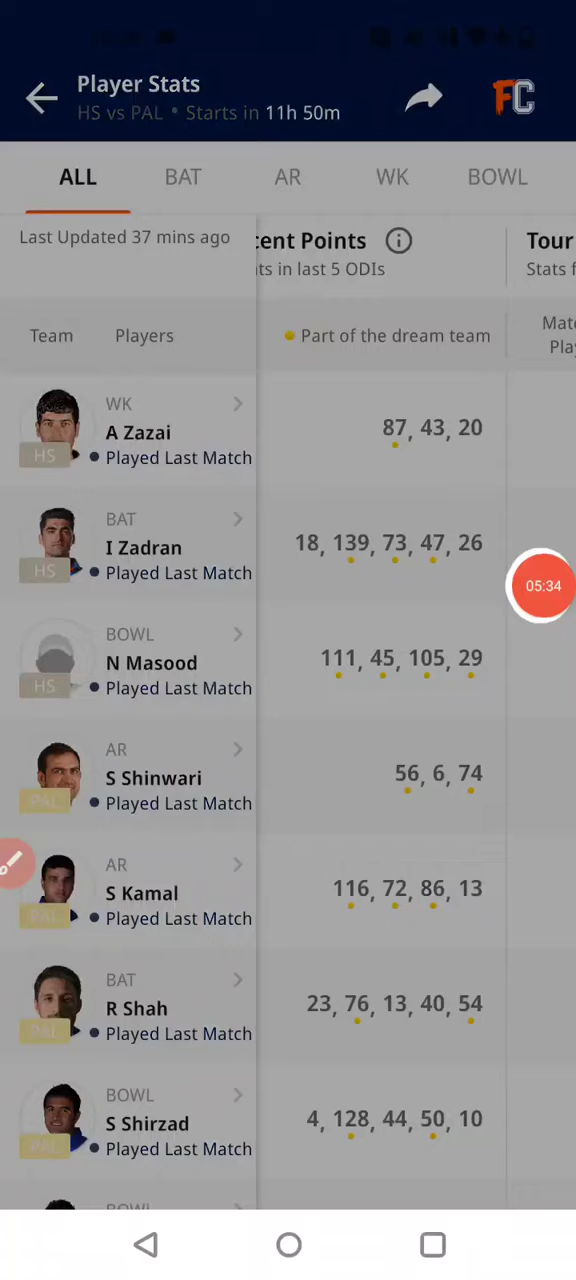 Player Stats
HS vs PAL • Starts in 11h 50m
FC
ALL BAT AR WK BOWL
Last Updated 37 mins ago
cent Points
Tour
ts in last 5 ODIs
Stats f
Team Players
Part of the dream team
Matc
Play
WK
A Zazai
HS
Played Last Match
87, 43, 20
BAT
I Zadran
HS
Played Last Match
18, 139, 73, 47, 26
05:34
BOWL
N Masood
HS
Played Last Match
111, 45, 105, 29
AR
S Shinwari
PAL
Played Last Match
56, 6, 74
AR
S Kamal
PAL
Played Last Match
116, 72, 86, 13
BAT
R Shah
PAL
Played Last Match
23, 76, 13, 40, 54
BOWL
S Shirzad
PAL
Played Last Match
4, 128, 44, 50, 10
BOWL